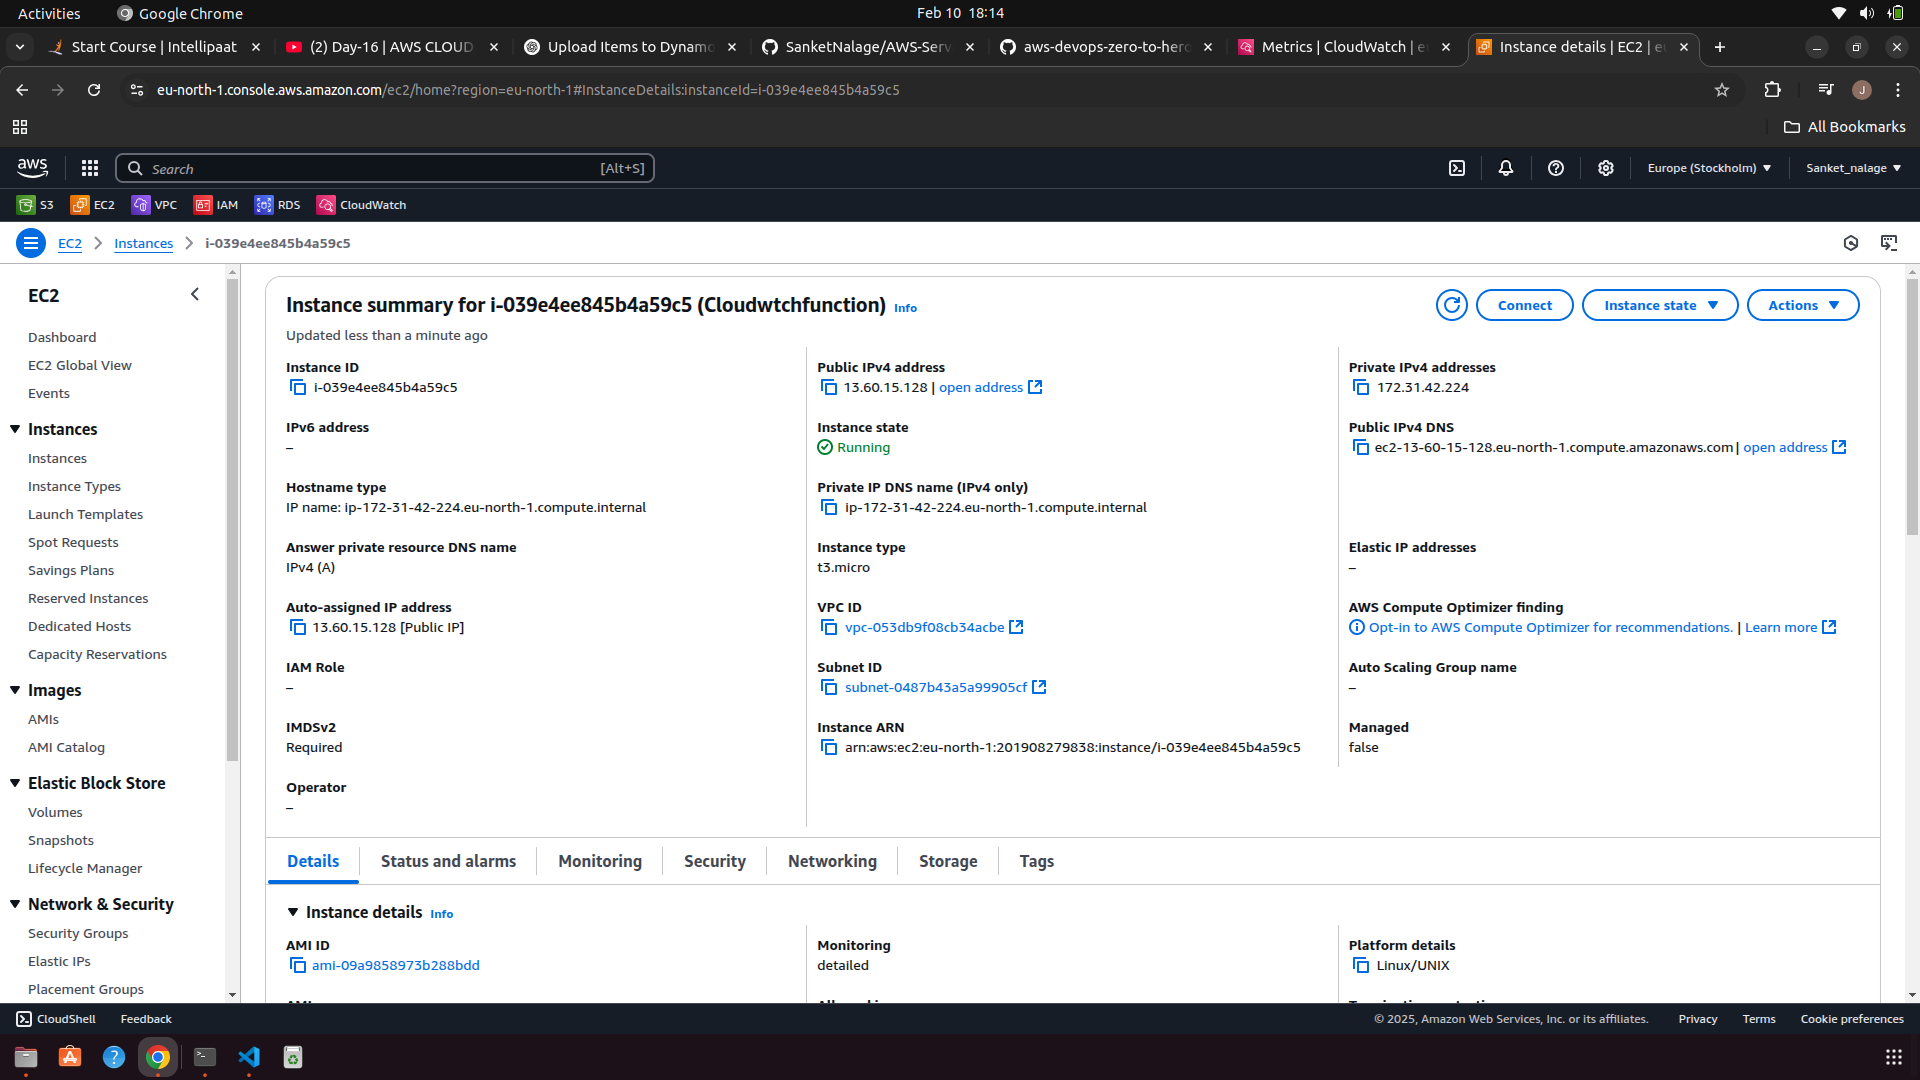 Activities
Google Chrome
Feb 10 18:14
Start Course | Intellipaat
(2) Day-16 | AWS CLOUD
Upload Items to Dynamo
SanketNalage/AWS-Serv
aws-devops-zero-to-hero
Metrics | CloudWatch | eu
Instance details | EC2 | eu
eu-north-1.console.aws.amazon.com/ec2/home?region=eu-north-1#InstanceDetails:instanceId=i-039e4ee845b4a59c5
J
All Bookmarks
aws
Search
[Alt+S]
Europe (Stockholm)
Sanket_nalage
S3
EC2
VPC
IAM
RDS
CloudWatch
EC2
Instances
i-039e4ee845b4a59c5
EC2
Dashboard
EC2 Global View
Events
Instances
Instances
Instance Types
Launch Templates
Spot Requests
Savings Plans
Reserved Instances
Dedicated Hosts
Capacity Reservations
Images
AMIs
AMI Catalog
Elastic Block Store
Volumes
Snapshots
Lifecycle Manager
Network & Security
Security Groups
Elastic IPs
Placement Groups
Instance summary for i-039e4ee845b4a59c5 (Cloudwtchfunction) Info
Updated less than a minute ago
Connect
Instance state
Actions
Instance ID
i-039e4ee845b4a59c5
Public IPv4 address
13.60.15.128 | open address
Private IPv4 addresses
172.31.42.224
IPv6 address
–
Instance state
Running
Public IPv4 DNS
ec2-13-60-15-128.eu-north-1.compute.amazonaws.com | open address
Hostname type
IP name: ip-172-31-42-224.eu-north-1.compute.internal
Private IP DNS name (IPv4 only)
ip-172-31-42-224.eu-north-1.compute.internal
Answer private resource DNS name
IPv4 (A)
Instance type
t3.micro
Elastic IP addresses
–
Auto-assigned IP address
13.60.15.128 [Public IP]
VPC ID
vpc-053db9f08cb34acbe
AWS Compute Optimizer finding
Opt-in to AWS Compute Optimizer for recommendations. | Learn more
IAM Role
–
Subnet ID
subnet-0487b43a5a99905cf
Auto Scaling Group name
–
IMDSv2
Required
Instance ARN
arn:aws:ec2:eu-north-1:201908279838:instance/i-039e4ee845b4a59c5
Managed
false
Operator
–
Details
Status and alarms
Monitoring
Security
Networking
Storage
Tags
Instance details Info
AMI ID
ami-09a9858973b288bdd
Monitoring
detailed
Platform details
Linux/UNIX
CloudShell
Feedback
© 2025, Amazon Web Services, Inc. or its affiliates.
Privacy
Terms
Cookie preferences